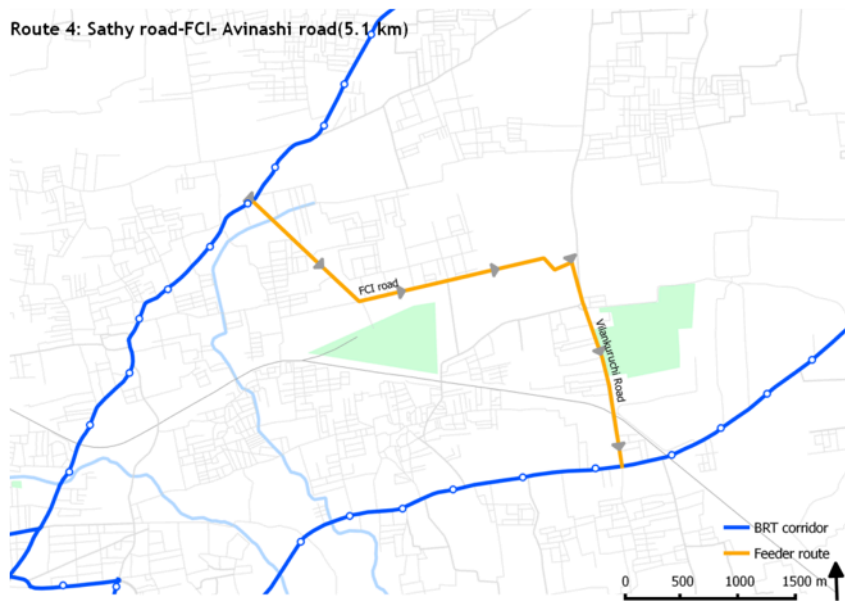 Route 4: Sathy road-FCI- Avinashi road(5.1 km)
FCI road
Vilankuruchi Road
BRT corridor
Feeder route
0 500 1000 1500 m